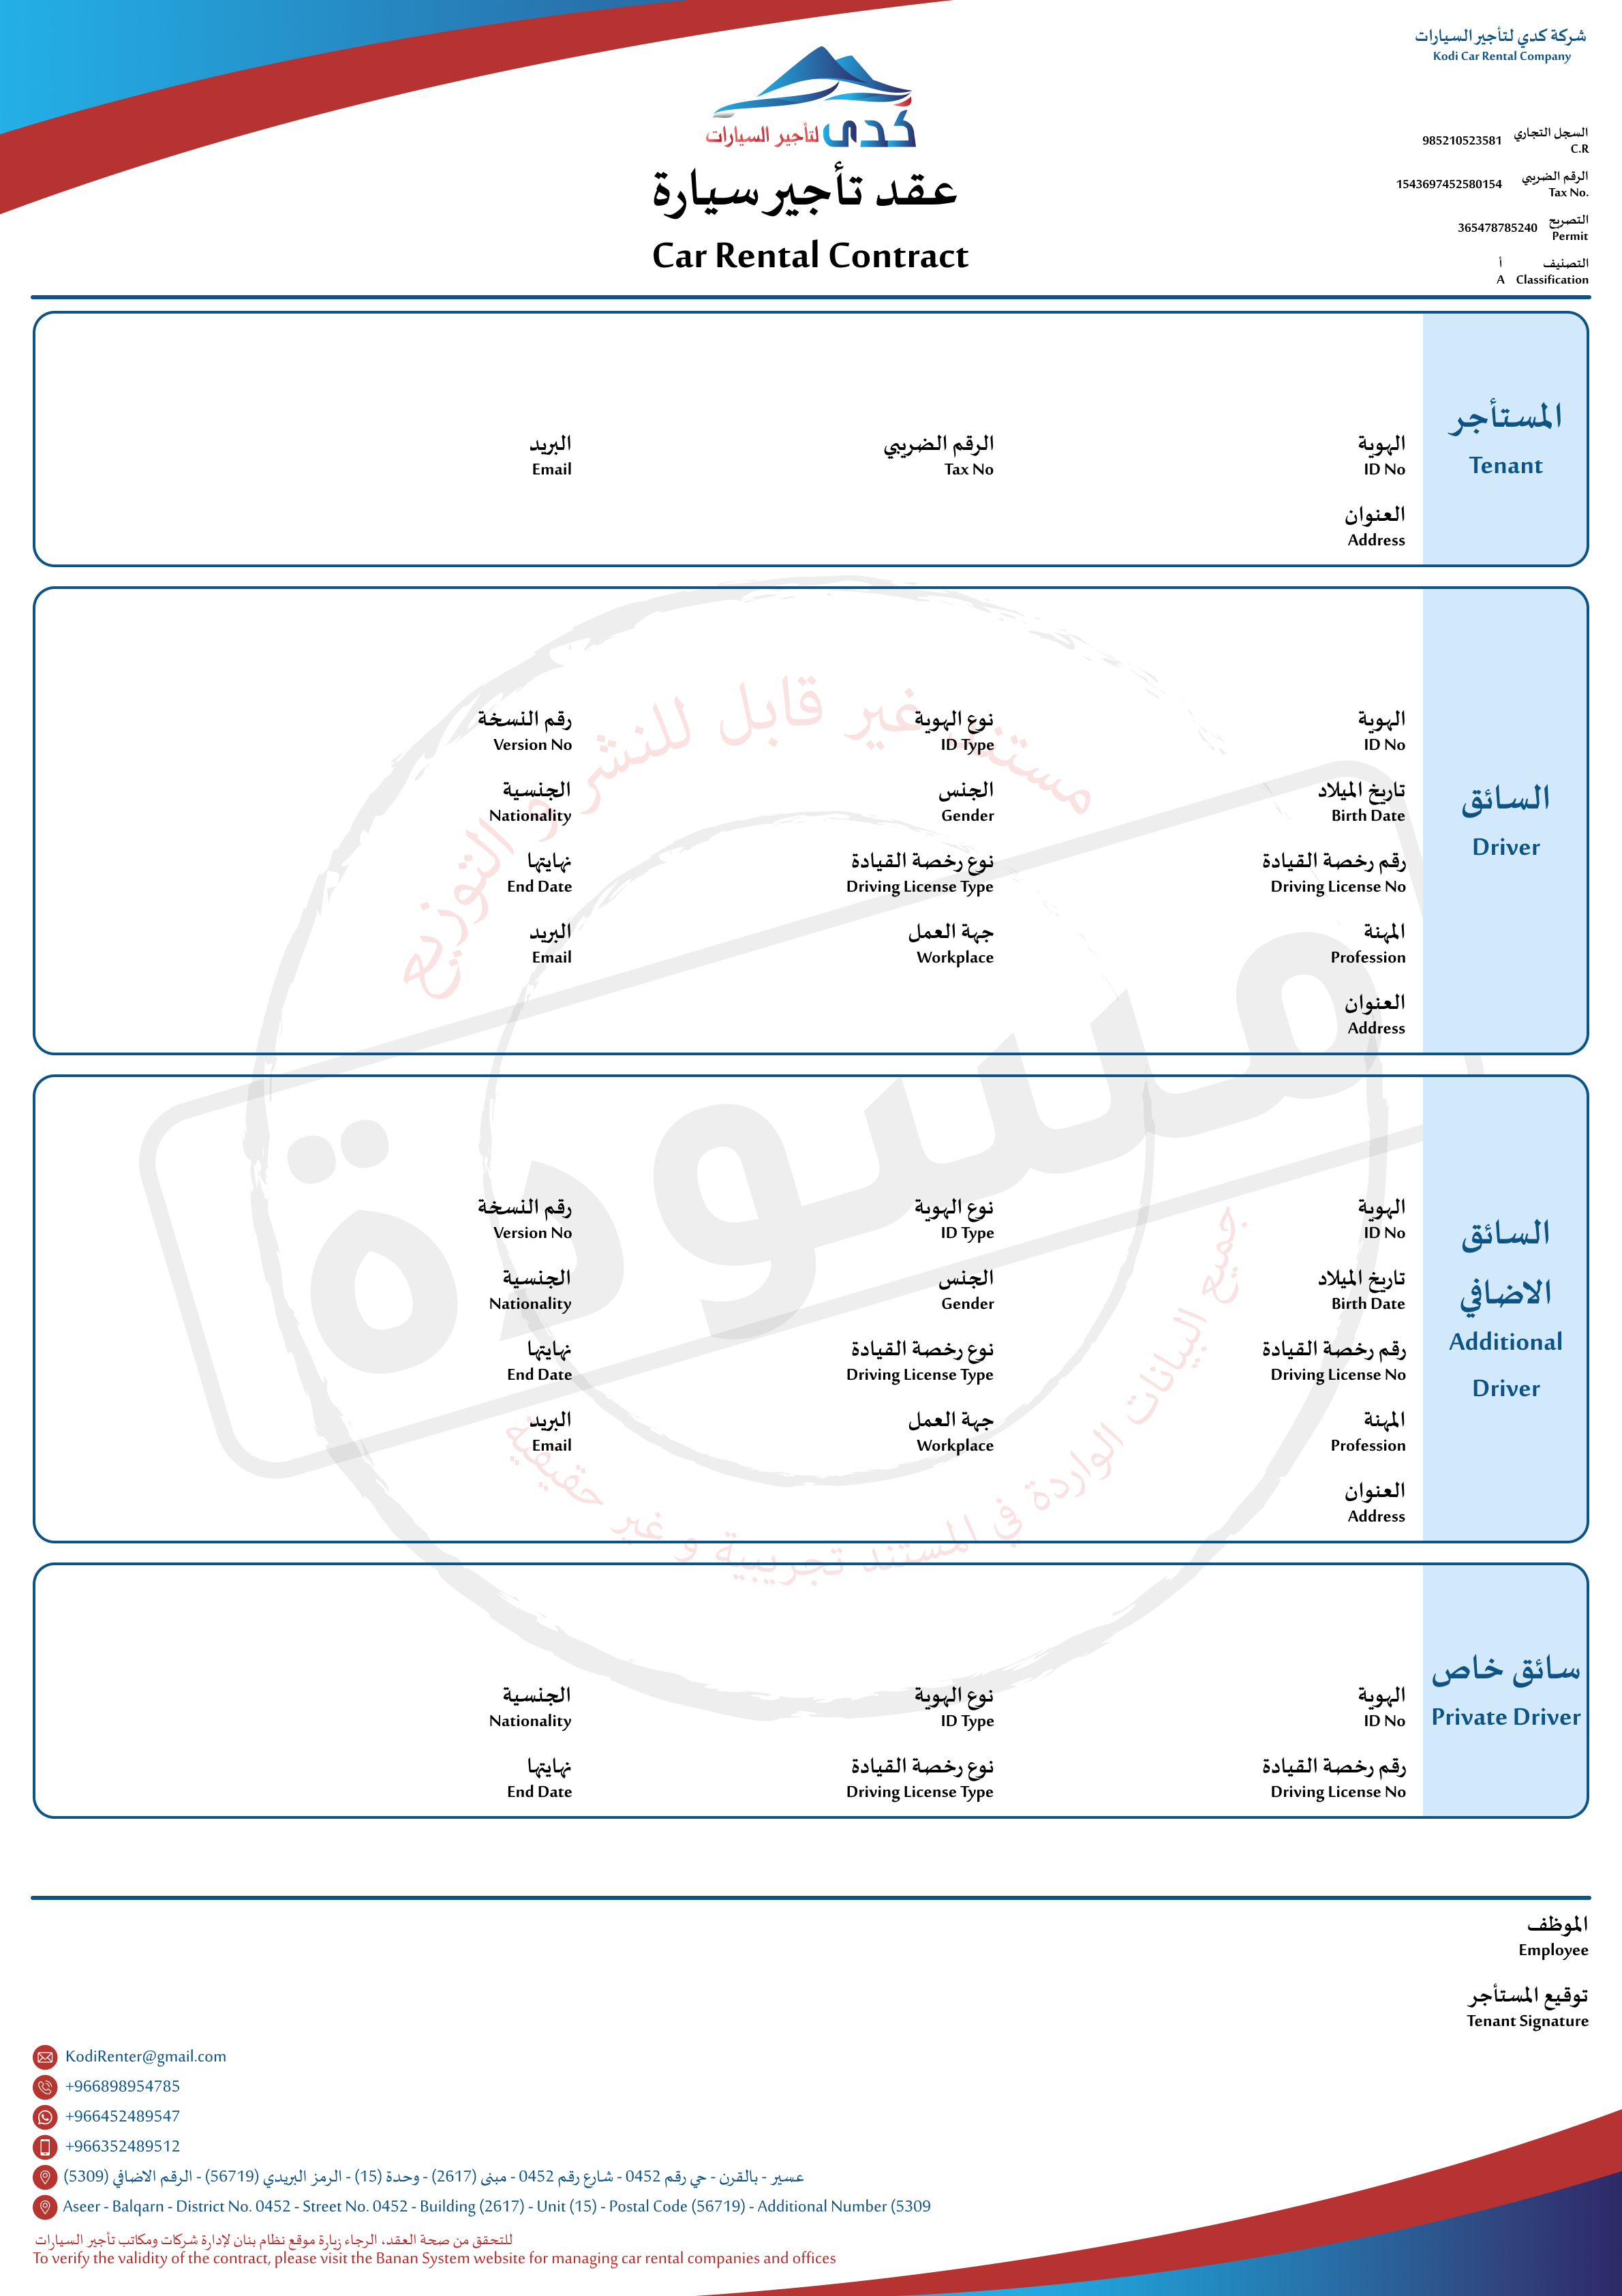 شركة كدي لتأجير السيارات
Kodi Car Rental Company
كدي لتأجير السيارات
عقد تأجير سيارة
Car Rental Contract
السجل التجاري 985210523581
C.R
الرقم الضريبي 1543697452580154
Tax No.
التصريح 365478785240
Permit
التصنيف أ
Classification A
المستأجر
Tenant
الهوية الرقم الضريبي البريد
ID No Tax No Email
العنوان
Address
السائق
Driver
الهوية نوع الهوية رقم النسخة
ID No ID Type Version No
تاريخ الميلاد الجنس الجنسية
Birth Date Gender Nationality
رقم رخصة القيادة نوع رخصة القيادة نهايتها
Driving License No Driving License Type End Date
المهنة جهة العمل البريد
Profession Workplace Email
العنوان
Address
السائق
الاضافي
Additional
Driver
الهوية نوع الهوية رقم النسخة
ID No ID Type Version No
تاريخ الميلاد الجنس الجنسية
Birth Date Gender Nationality
رقم رخصة القيادة نوع رخصة القيادة نهايتها
Driving License No Driving License Type End Date
المهنة جهة العمل البريد
Profession Workplace Email
العنوان
Address
سائق خاص
Private Driver
الهوية نوع الهوية الجنسية
ID No ID Type Nationality
رقم رخصة القيادة نوع رخصة القيادة نهايتها
Driving License No Driving License Type End Date
مستند غير قابل للنشر و التوزيع
مسودة
جميع البيانات الواردة في المستند تجريبية و غير حقيقية
الموظف
Employee
توقيع المستأجر
Tenant Signature
KodiRenter@gmail.com
+966898954785
+966452489547
+966352489512
عسير - بالقرن - حي رقم 0452 - شارع رقم 0452 - مبنى (2617) - وحدة (15) - الرمز البريدي (56719) - الرقم الاضافي (5309)
Aseer - Balqarn - District No. 0452 - Street No. 0452 - Building (2617) - Unit (15) - Postal Code (56719) - Additional Number (5309
للتحقق من صحة العقد، الرجاء زيارة موقع نظام بنان لإدارة شركات ومكاتب تأجير السيارات
To verify the validity of the contract, please visit the Banan System website for managing car rental companies and offices